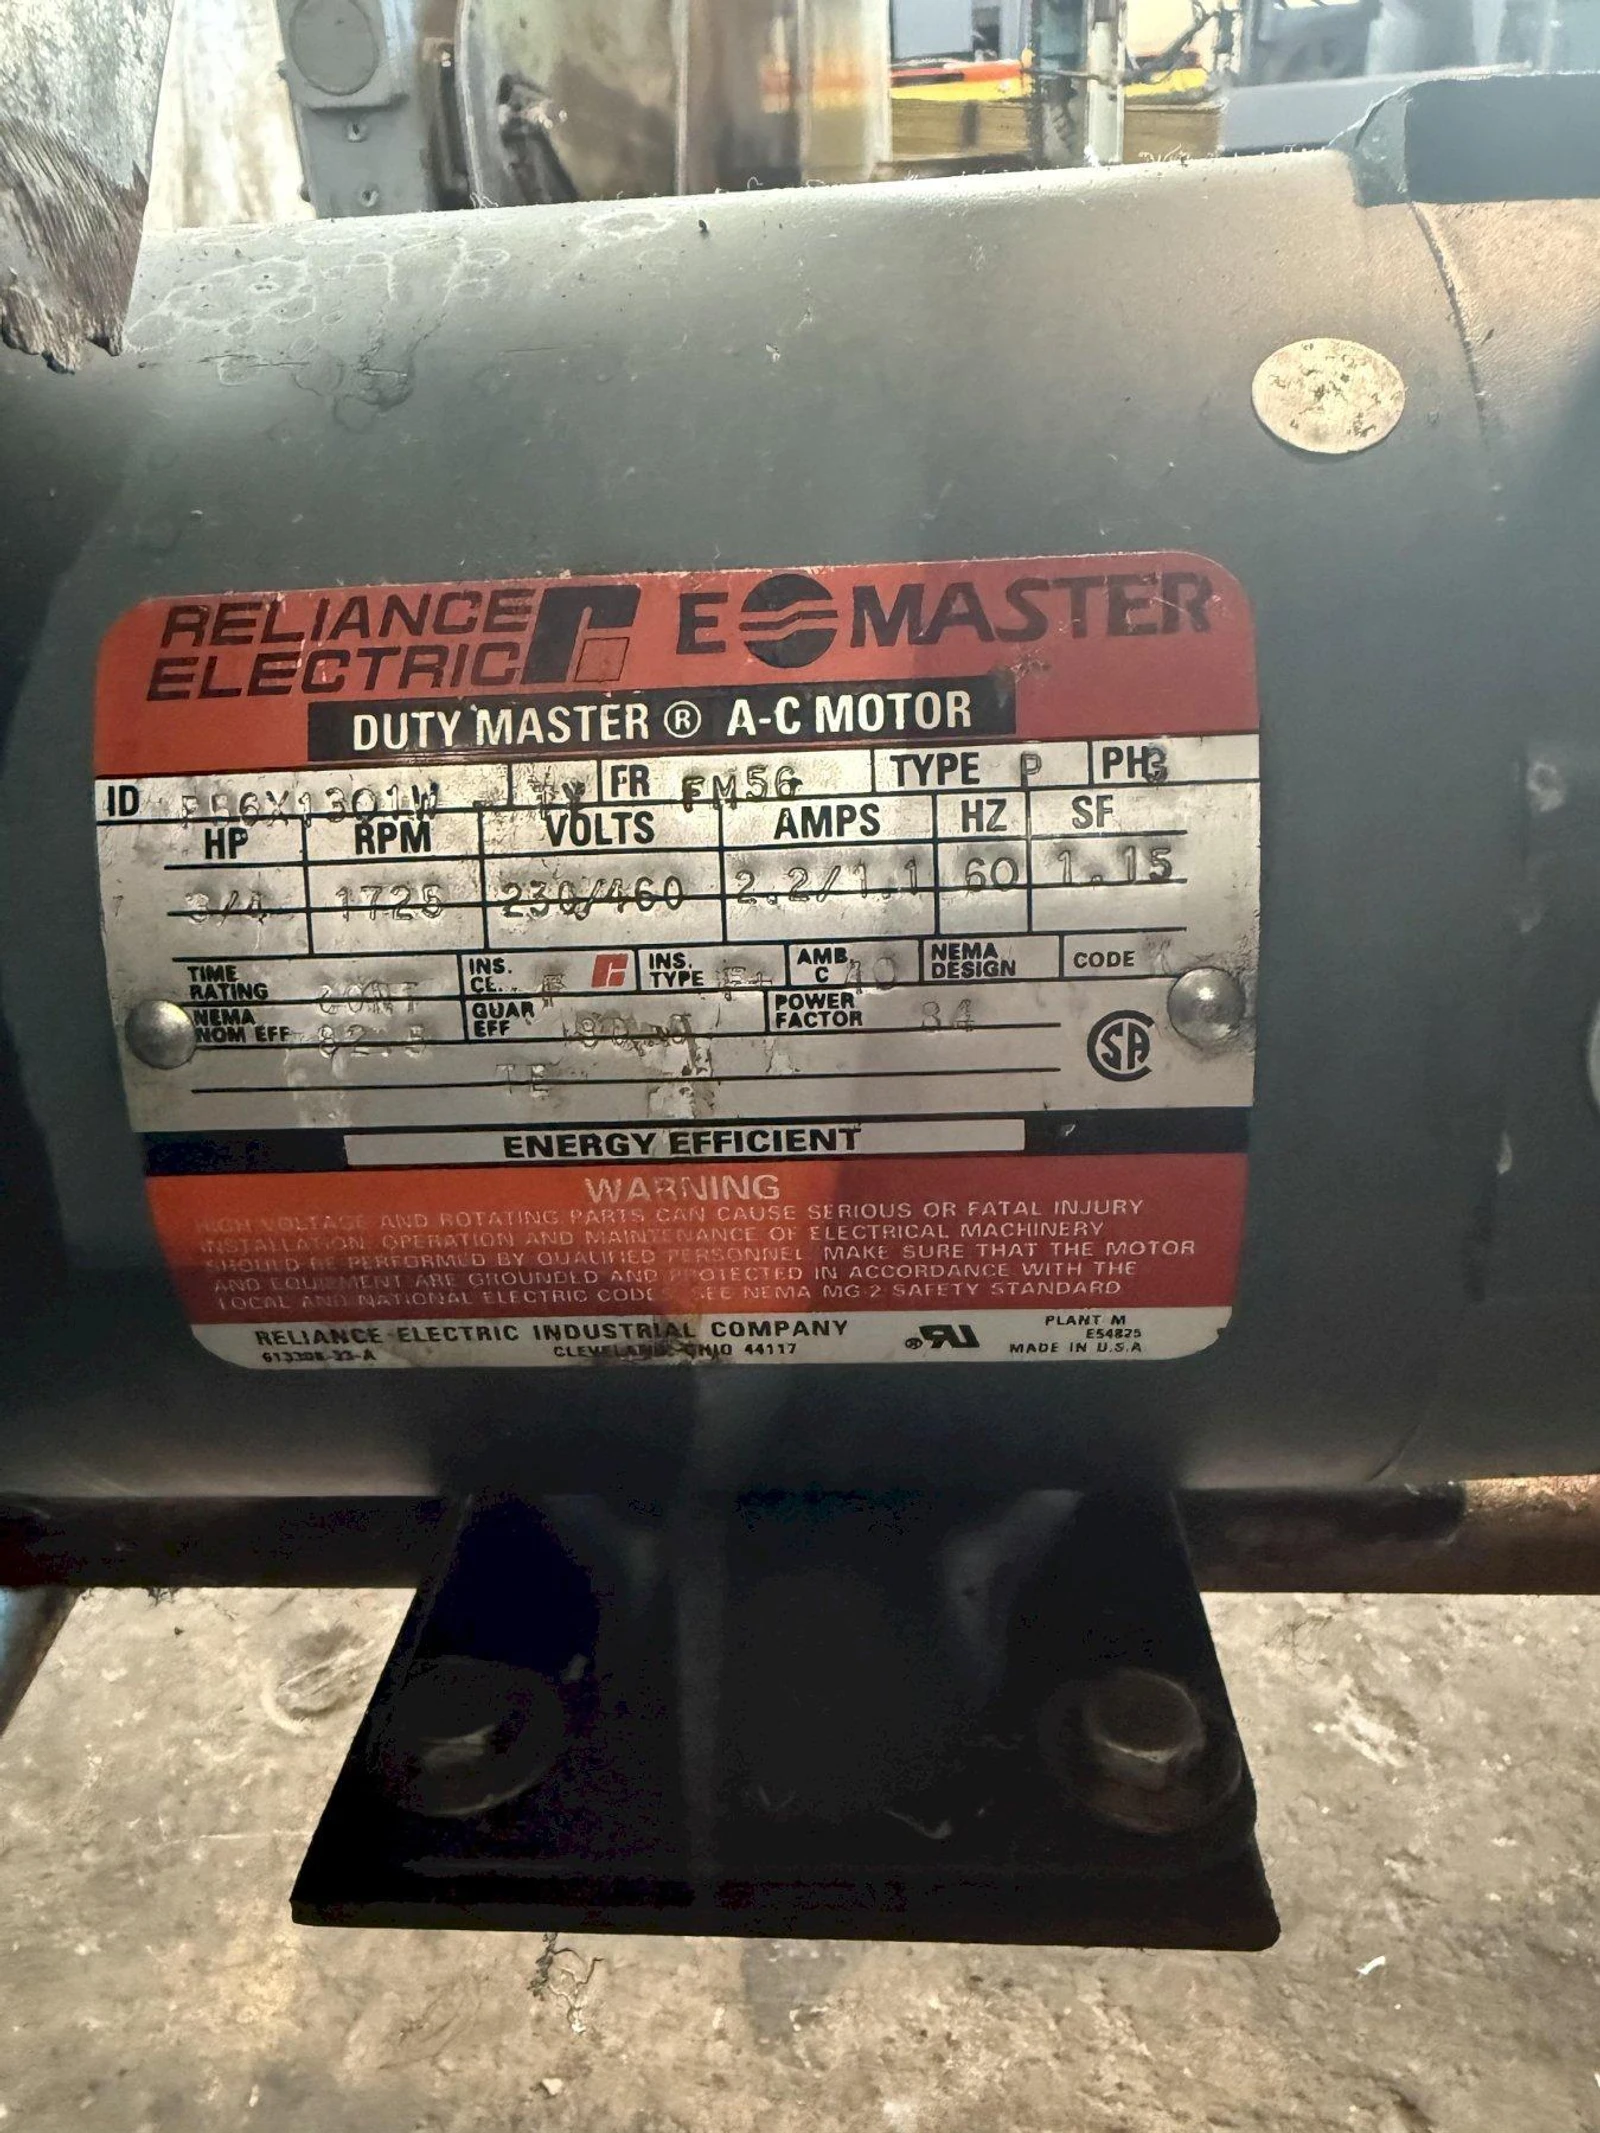 RELIANCE
ELECTRIC
E MASTER
DUTY MASTER ® A-C MOTOR
ID FR FM56 TYPE P PH 3
HP RPM VOLTS AMPS HZ SF
3/4 1725 230/460 2.2/1.1 60 1.15
TIME RATING CONT INS. CL. F INS. TYPE AMB. C 40 NEMA DESIGN CODE
NEMA NOM EFF 82.5 GUAR EFF POWER FACTOR
TE
CSA
ENERGY EFFICIENT
WARNING
HIGH VOLTAGE AND ROTATING PARTS CAN CAUSE SERIOUS OR FATAL INJURY
INSTALLATION, OPERATION AND MAINTENANCE OF ELECTRICAL MACHINERY
SHOULD BE PERFORMED BY QUALIFIED PERSONNEL. MAKE SURE THAT THE MOTOR
AND EQUIPMENT ARE GROUNDED AND PROTECTED IN ACCORDANCE WITH THE
LOCAL AND NATIONAL ELECTRIC CODES. SEE NEMA MG-2 SAFETY STANDARD
RELIANCE ELECTRIC INDUSTRIAL COMPANY
CLEVELAND, OHIO 44117
PLANT M
E54825
MADE IN U.S.A